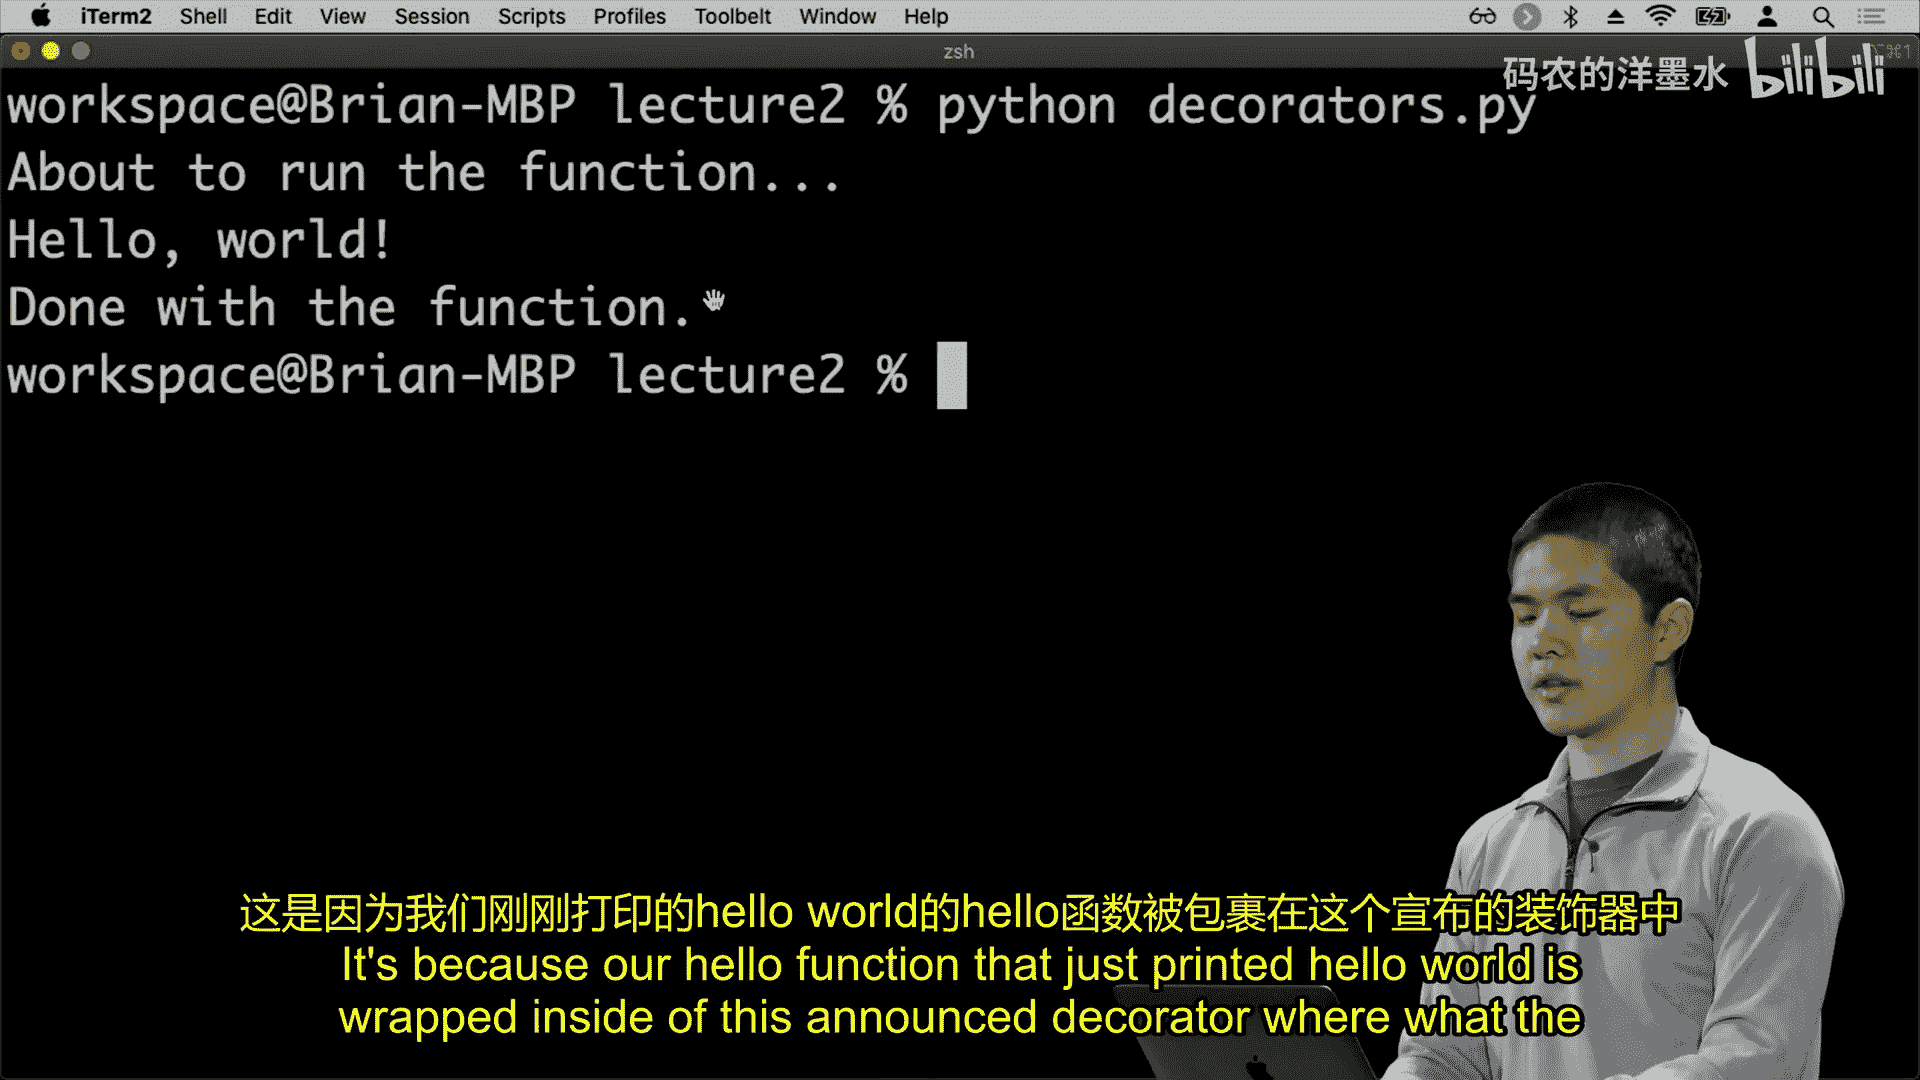 iTerm2 Shell Edit View Session Scripts Profiles Toolbelt Window Help
zsh
⌘1
码农的洋墨水 bilibili
workspace@Brian-MBP lecture2 % python decorators.py
About to run the function...
Hello, world!
Done with the function.
workspace@Brian-MBP lecture2 %
这是因为我们刚刚打印的hello world的hello函数被包裹在这个宣布的装饰器中
It's because our hello function that just printed hello world is
wrapped inside of this announced decorator where what the